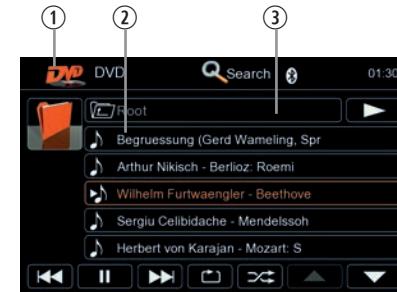 1 2 3
DVD DVD Search 01:30
Root
Begruessung (Gerd Wameling, Spr
Arthur Nikisch - Berlioz: Roemi
Wilhelm Furtwaengler - Beethove
Sergiu Celibidache - Mendelssoh
Herbert von Karajan - Mozart: S